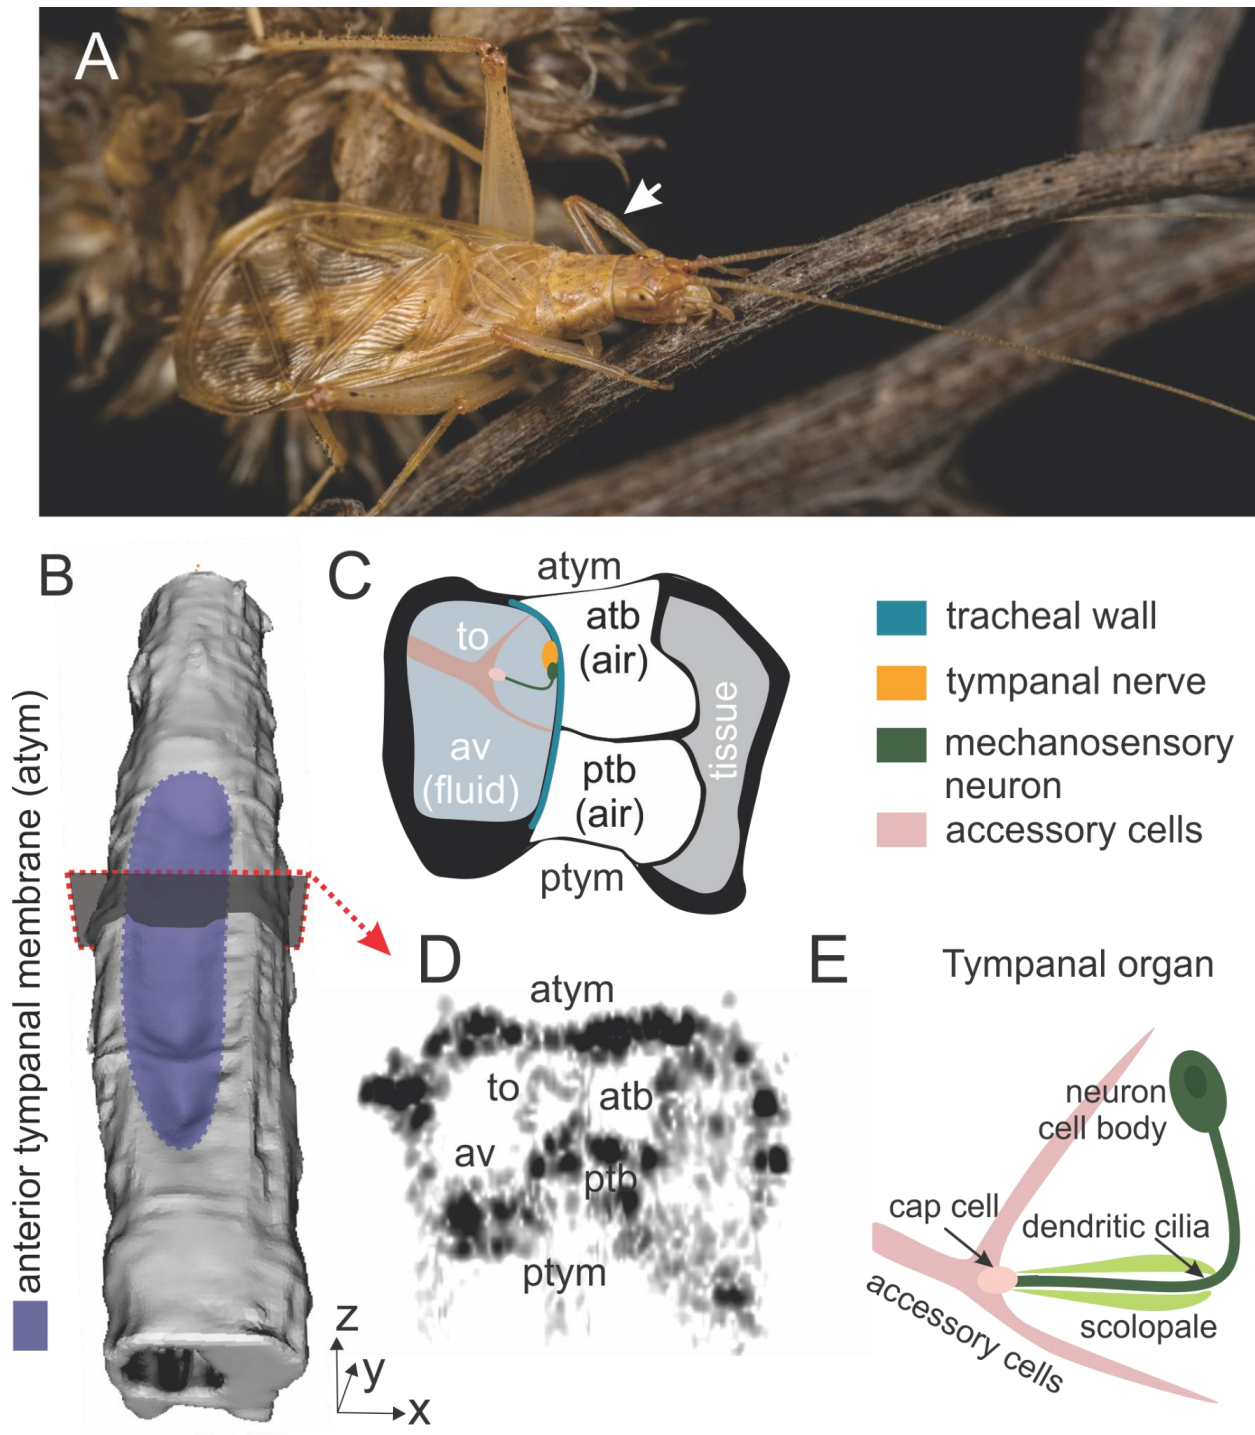 A
B
anterior tympanal membrane (atym)
C
atym
to
atb
(air)
av
(fluid)
ptb
(air)
tissue
ptym
tracheal wall
tympanal nerve
mechanosensory
neuron
accessory cells
D
atym
to
atb
av
ptb
ptym
z
y
x
E
Tympanal organ
neuron
cell body
cap cell
dendritic cilia
scolopale
accessory cells